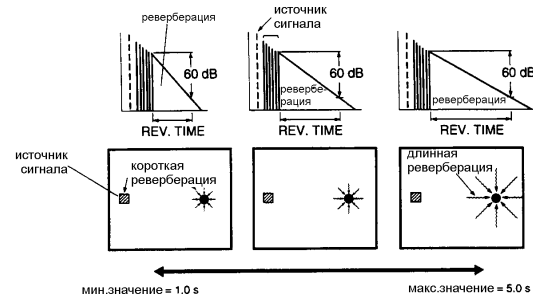 реверберация
источник
сигнала
60 dB
60 dB
60 dB
реверберация
реверберация
ревербе-
рация
REV. TIME
REV. TIME
REV. TIME
источник
сигнала
короткая
реверберация
длинная
реверберация
мин.значение = 1.0 s
макс.значение = 5.0 s